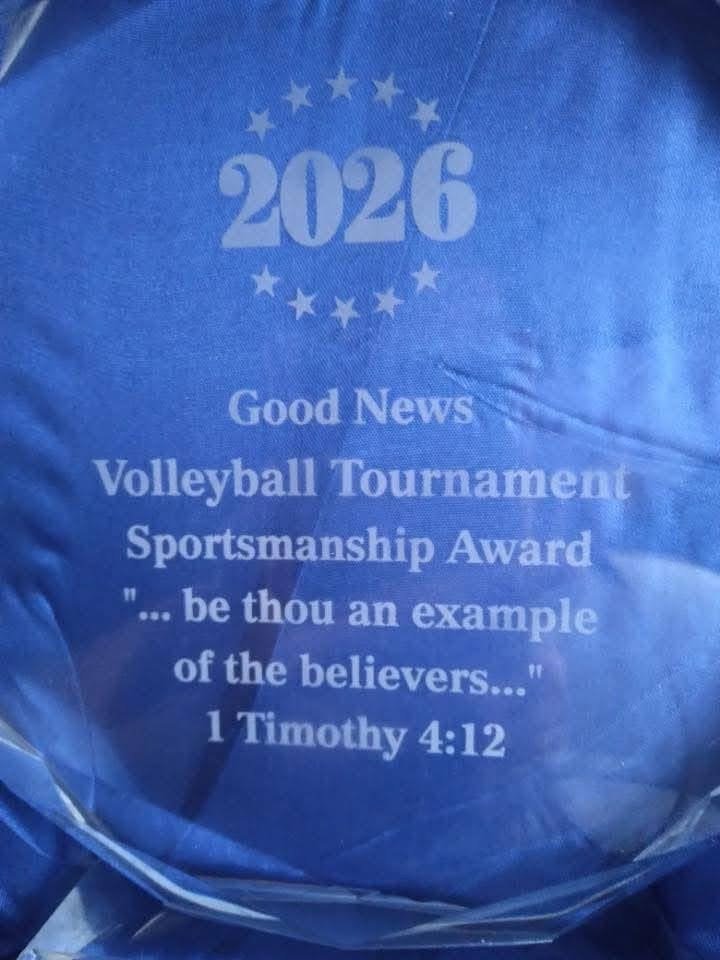 2026
Good News
Volleyball Tournament
Sportsmanship Award
"... be thou an example
of the believers..."
1 Timothy 4:12